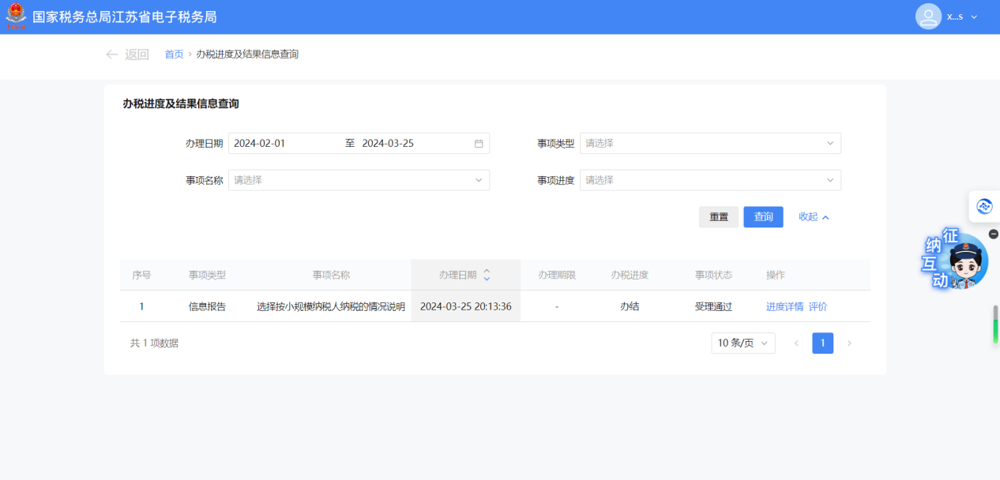 国家税务总局江苏省电子税务局
x...s
返回 首页 › 办税进度及结果信息查询
办税进度及结果信息查询
办理日期 2024-02-01 至 2024-03-25 事项类型 请选择
事项名称 请选择 事项进度 请选择
重置 查询 收起
征纳互动
序号 事项类型 事项名称 办理日期 办理期限 办税进度 事项状态 操作
1 信息报告 选择按小规模纳税人纳税的情况说明 2024-03-25 20:13:36 - 办结 受理通过 进度详情 评价
共 1 项数据 10 条/页 1